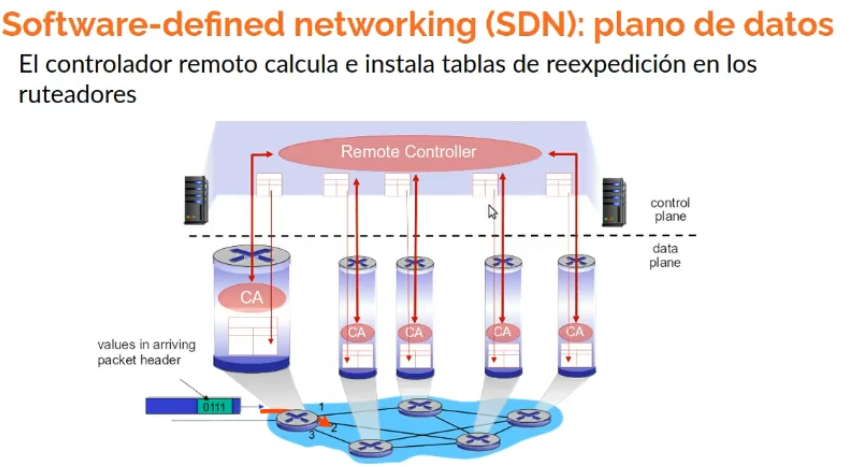 Software-defined networking (SDN): plano de datos
El controlador remoto calcula e instala tablas de reexpedición en los
ruteadores
Remote Controller
control
plane
data
plane
CA
CA
CA
CA
CA
values in arriving
packet header
0111
1
2
3